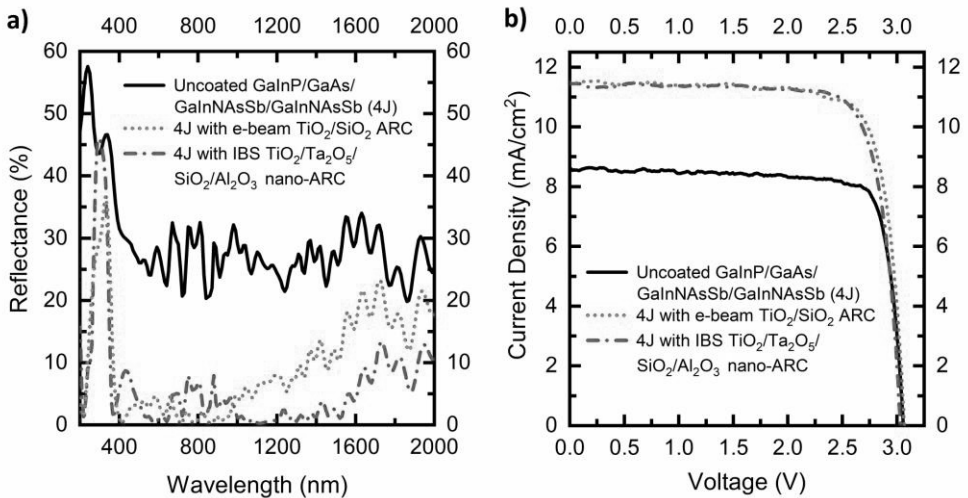 a)
400 800 1200 1600 2000
60 60
50 50
40 40
30 30
20 20
10 10
0 0
400 800 1200 1600 2000
Reflectance (%)
Wavelength (nm)
Uncoated GaInP/GaAs/
GaInNAsSb/GaInNAsSb (4J)
4J with e-beam TiO₂/SiO₂ ARC
4J with IBS TiO₂/Ta₂O₅/
SiO₂/Al₂O₃ nano-ARC
b)
0.0 0.5 1.0 1.5 2.0 2.5 3.0
12 12
10 10
8 8
6 6
4 4
2 2
0 0
0.0 0.5 1.0 1.5 2.0 2.5 3.0
Current Density (mA/cm²)
Voltage (V)
Uncoated GaInP/GaAs/
GaInNAsSb/GaInNAsSb (4J)
4J with e-beam TiO₂/SiO₂ ARC
4J with IBS TiO₂/Ta₂O₅/
SiO₂/Al₂O₃ nano-ARC